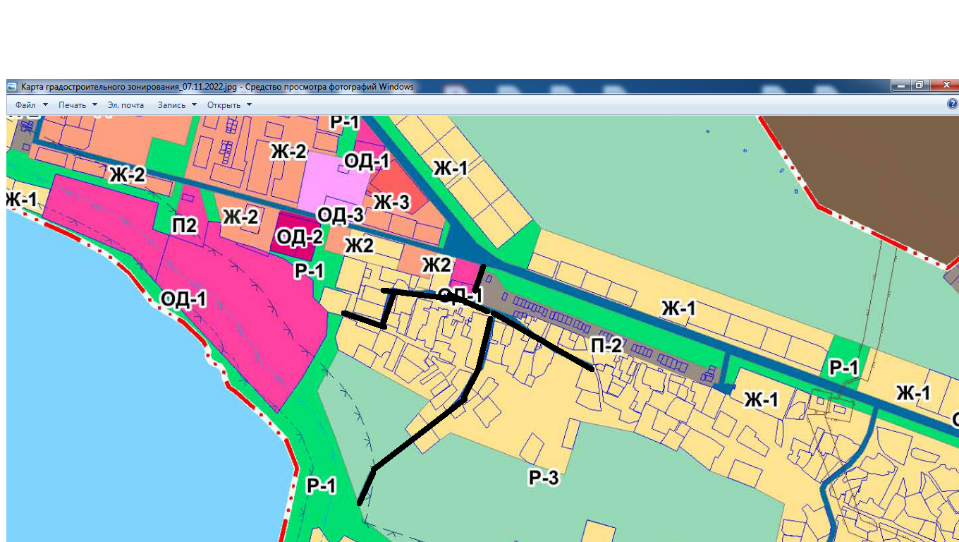 Карта градостроительного зонирования_07.11.2022.jpg - Средство просмотра фотографий Windows
Файл Печать Эл. почта Запись Открыть
Р-1
Ж-2
ОД-1
Ж-1
Ж-2
Ж-1
Ж-3
П2
Ж-2
ОД-3
ОД-2
Ж2
Ж2
Р-1
ОД-1
ОД-1
Ж-1
П-2
Р-1
Ж-1
Ж-1
Р-1
Р-3